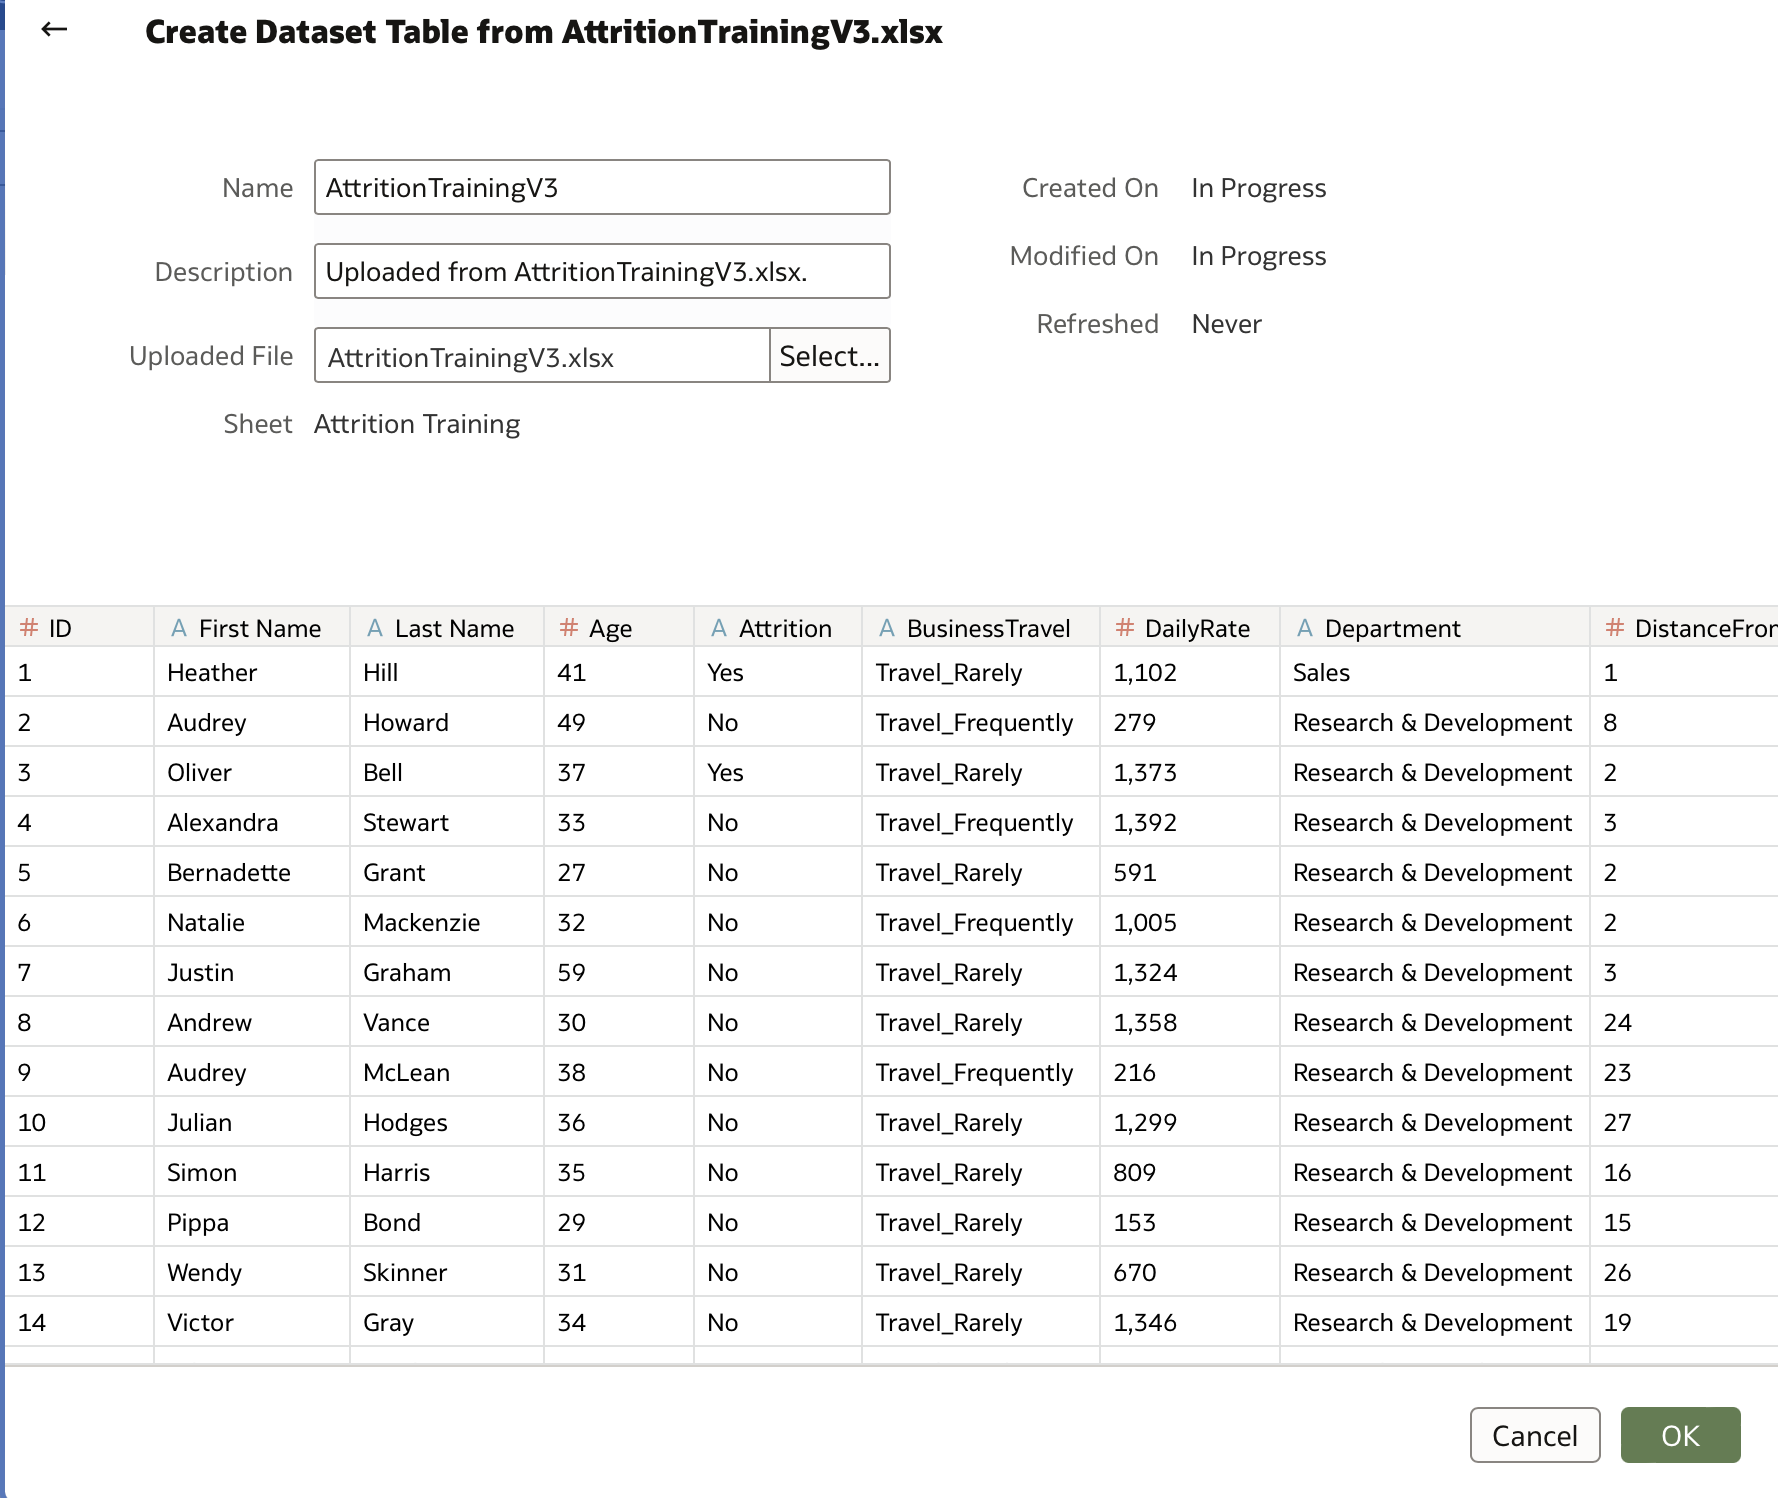 ← Create Dataset Table from AttritionTrainingV3.xlsx
Name AttritionTrainingV3 Created On In Progress
Description Uploaded from AttritionTrainingV3.xlsx. Modified On In Progress
Refreshed Never
Uploaded File AttritionTrainingV3.xlsx Select...
Sheet Attrition Training
# ID A First Name A Last Name # Age A Attrition A BusinessTravel # DailyRate A Department # DistanceFrom
1 Heather Hill 41 Yes Travel_Rarely 1,102 Sales 1
2 Audrey Howard 49 No Travel_Frequently 279 Research & Development 8
3 Oliver Bell 37 Yes Travel_Rarely 1,373 Research & Development 2
4 Alexandra Stewart 33 No Travel_Frequently 1,392 Research & Development 3
5 Bernadette Grant 27 No Travel_Rarely 591 Research & Development 2
6 Natalie Mackenzie 32 No Travel_Frequently 1,005 Research & Development 2
7 Justin Graham 59 No Travel_Rarely 1,324 Research & Development 3
8 Andrew Vance 30 No Travel_Rarely 1,358 Research & Development 24
9 Audrey McLean 38 No Travel_Frequently 216 Research & Development 23
10 Julian Hodges 36 No Travel_Rarely 1,299 Research & Development 27
11 Simon Harris 35 No Travel_Rarely 809 Research & Development 16
12 Pippa Bond 29 No Travel_Rarely 153 Research & Development 15
13 Wendy Skinner 31 No Travel_Rarely 670 Research & Development 26
14 Victor Gray 34 No Travel_Rarely 1,346 Research & Development 19
Cancel OK